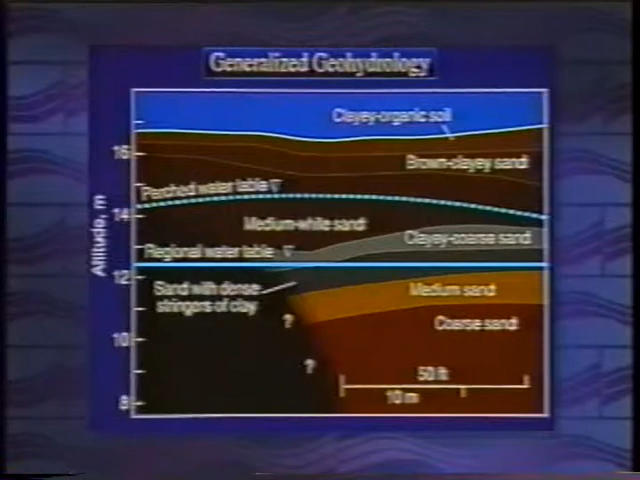 Generalized Geohydrology
Clayey-organic soil
16
Brown-clayey sand
Perched water table ∇
14
Medium-white sand
Clayey-coarse sand
Regional water table ∇
Altitude, m
12
Sand with dense
stringers of clay
Medium sand
?
Coarse sand
10
?
50 ft
10 m
8